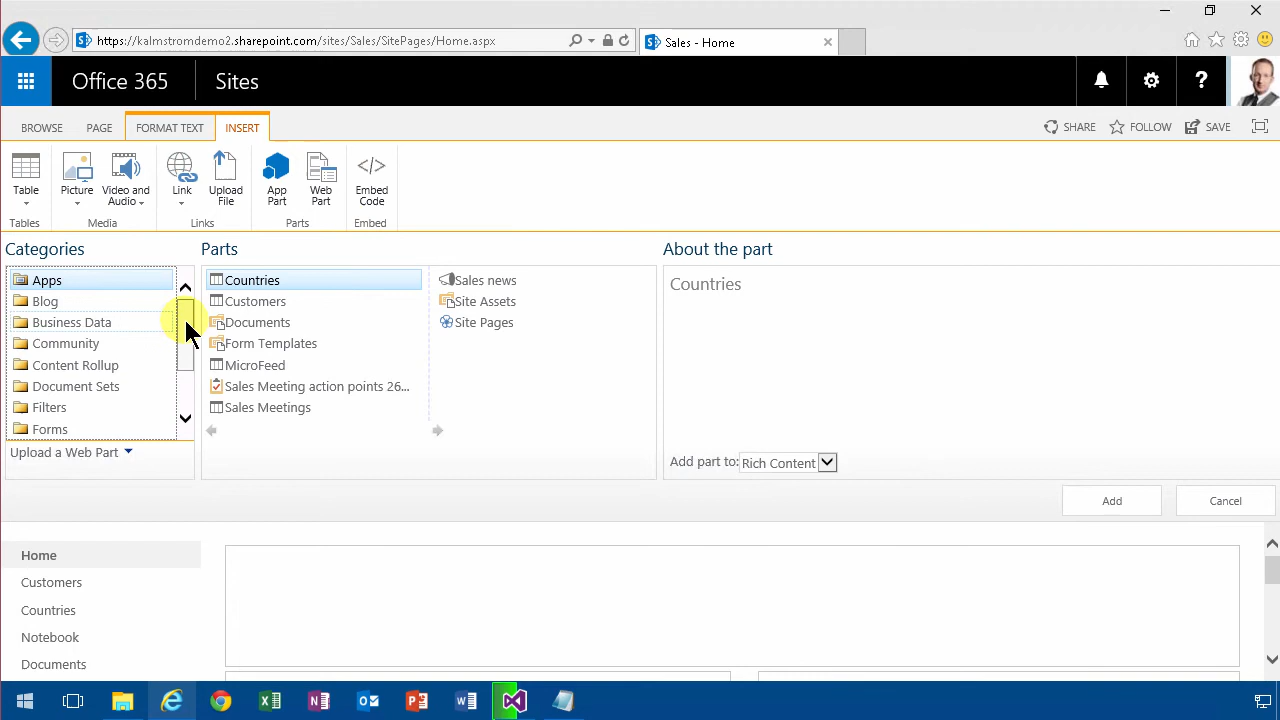 https://kalmstromdemo2.sharepoint.com/sites/Sales/SitePages/Home.aspx
Sales - Home
Office 365
Sites
BROWSE
PAGE
FORMAT TEXT
INSERT
SHARE
FOLLOW
SAVE
Table
Picture
Video and Audio
Link
Upload File
App Part
Web Part
Embed Code
Tables
Media
Links
Parts
Embed
Categories
Apps
Blog
Business Data
Community
Content Rollup
Document Sets
Filters
Forms
Upload a Web Part
Parts
Countries
Customers
Documents
Form Templates
MicroFeed
Sales Meeting action points 26...
Sales Meetings
Sales news
Site Assets
Site Pages
About the part
Countries
Add part to: Rich Content
Add
Cancel
Home
Customers
Countries
Notebook
Documents